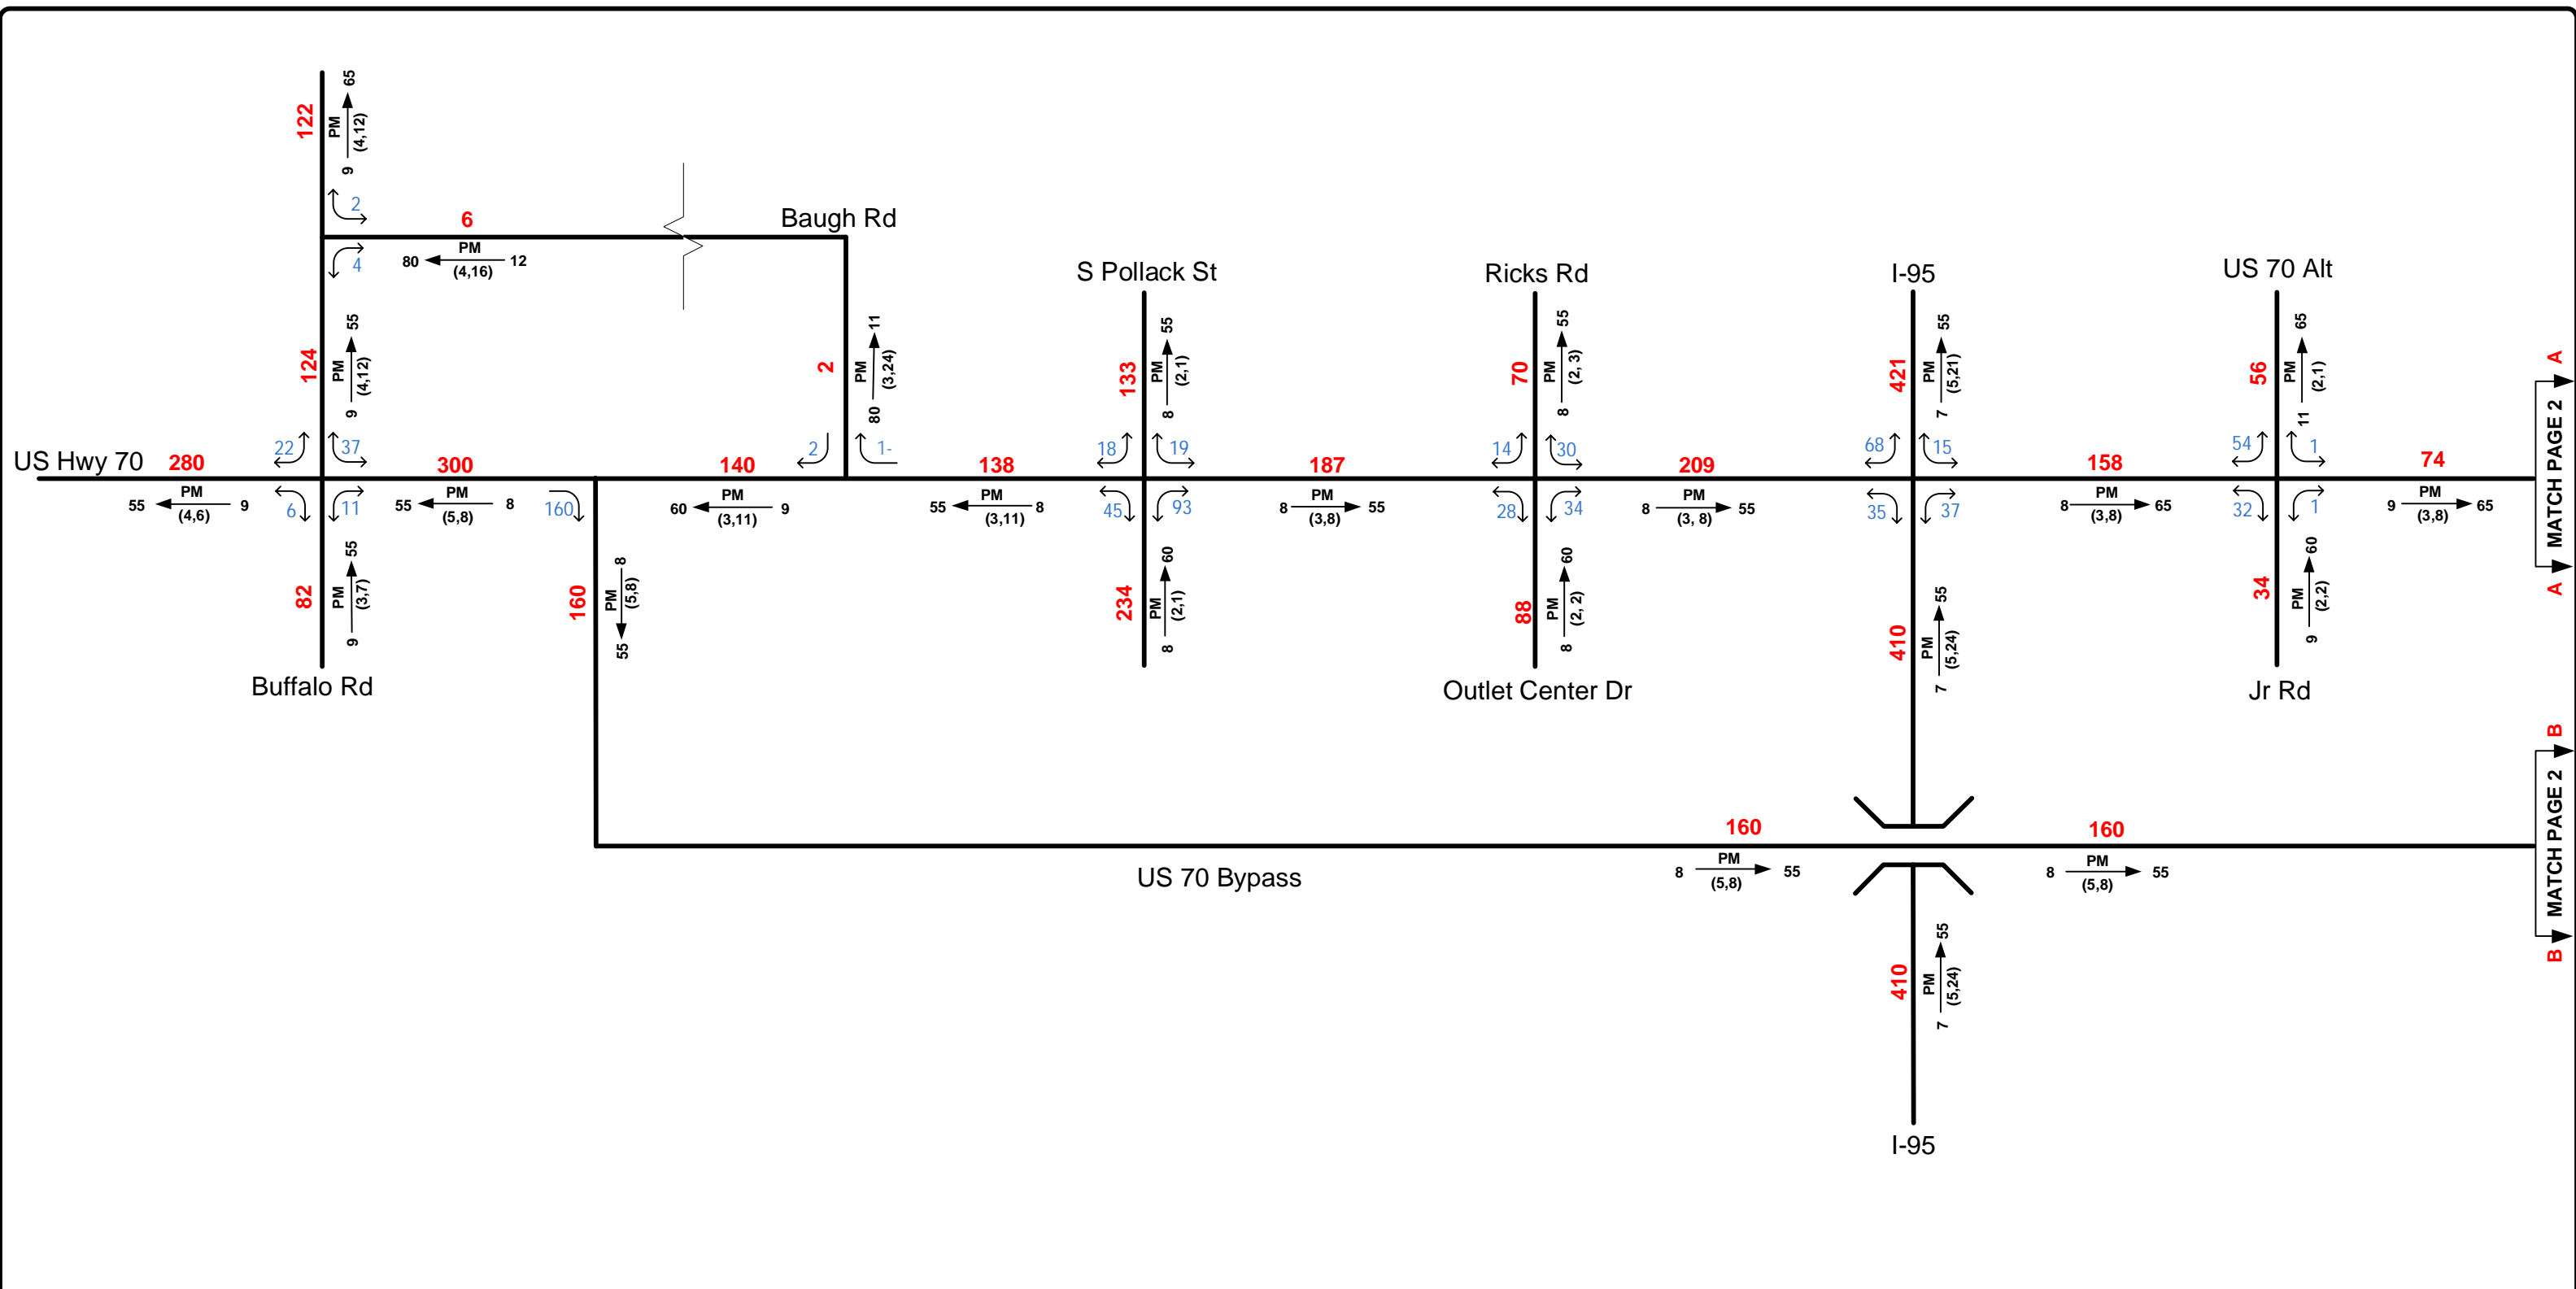 65
122
PM
(4,12)
9
2
6
Baugh Rd
PM
80
12
(4,16)
4
S Pollack St
Ricks Rd
I-95
US 70 Alt
55
124
PM
(4,12)
9
11
2
PM
(3,24)
80
55
133
PM
(2,1)
8
55
70
PM
(2, 3)
8
55
421
PM
(5,21)
7
65
56
PM
(2,1)
11
A
MATCH PAGE 2
A
22
37
2
1-
18
19
14
30
68
15
54
1
US Hwy 70
280
300
140
138
187
209
158
74
55
PM
(4,6)
9
6
11
55
PM
(5,8)
8
160
60
PM
(3,11)
9
55
PM
(3,11)
8
45
93
8
PM
(3,8)
55
28
34
8
PM
(3, 8)
55
35
37
8
PM
(3,8)
65
32
1
9
PM
(3,8)
65
55
82
PM
(3,7)
9
8
160
PM
(5,8)
55
60
234
PM
(2,1)
8
60
88
PM
(2, 2)
8
55
410
PM
(5,24)
7
60
34
PM
(2,2)
9
Buffalo Rd
Outlet Center Dr
Jr Rd
B
MATCH PAGE 2
B
160
160
US 70 Bypass
8
PM
(5,8)
55
8
PM
(5,8)
55
55
410
PM
(5,24)
7
I-95